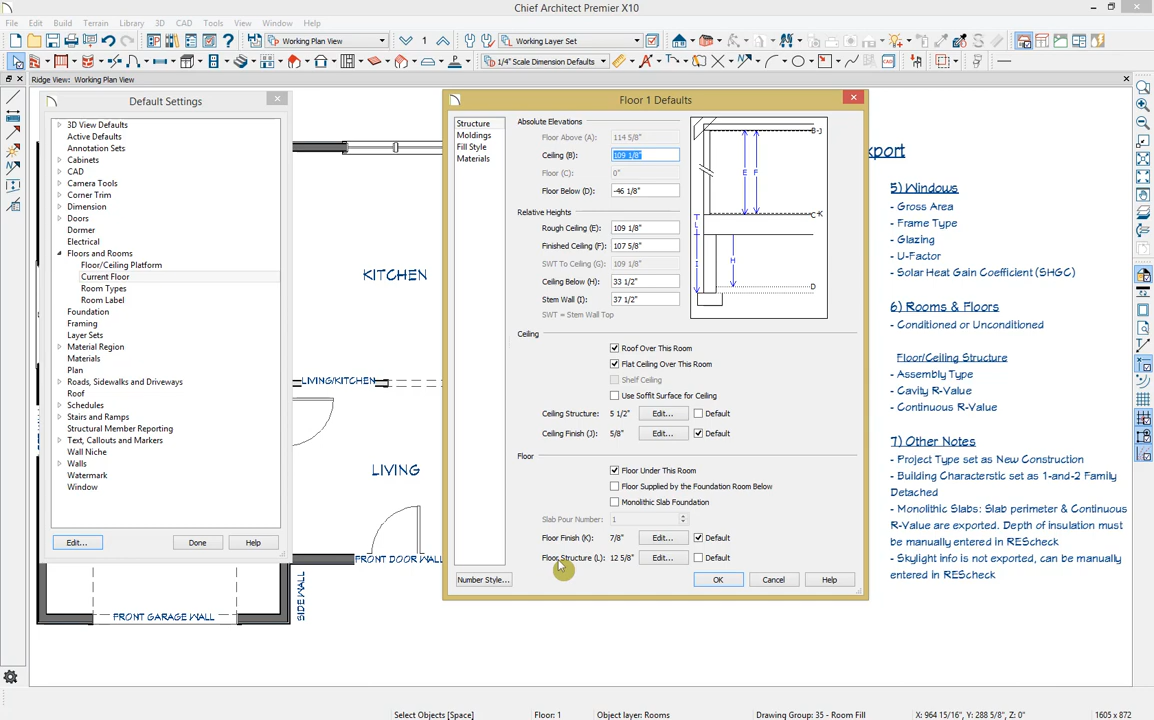 Chief Architect Premier X10
File Edit Build Terrain Library 3D CAD Tools View Window Help
Working Plan View
1
Working Layer Set
1/4" Scale Dimension Defaults
Ridge View: Working Plan View
Default Settings
3D View Defaults
Active Defaults
Annotation Sets
Cabinets
CAD
Camera Tools
Corner Trim
Dimension
Doors
Dormer
Electrical
Floors and Rooms
Floor/Ceiling Platform
Current Floor
Room Types
Room Label
Foundation
Framing
Layer Sets
Material Region
Materials
Plan
Roads, Sidewalks and Driveways
Roof
Schedules
Stairs and Ramps
Structural Member Reporting
Text, Callouts and Markers
Wall Niche
Walls
Watermark
Window
Edit...
Done
Help
KITCHEN
LIVING/KITCHEN
LIVING
FRONT DOOR WALL
SIDE WALL
FRONT GARAGE WALL
Floor 1 Defaults
Structure
Moldings
Fill Style
Materials
Number Style...
Absolute Elevations
Floor Above (A): 114 5/8"
Ceiling (B): 109 1/8"
Floor (C): 0"
Floor Below (D): -46 1/8"
Relative Heights
Rough Ceiling (E): 109 1/8"
Finished Ceiling (F): 107 5/8"
SWT To Ceiling (G): 109 1/8"
Ceiling Below (H): 33 1/2"
Stem Wall (I): 37 1/2"
SWT = Stem Wall Top
B-J
E
F
C
K
L
I
H
D
Ceiling
Roof Over This Room
Flat Ceiling Over This Room
Shelf Ceiling
Use Soffit Surface for Ceiling
Ceiling Structure: 5 1/2" Edit... Default
Ceiling Finish (J): 5/8" Edit... Default
Floor
Floor Under This Room
Floor Supplied by the Foundation Room Below
Monolithic Slab Foundation
Slab Pour Number: 1
Floor Finish (K): 7/8" Edit... Default
Floor Structure (L): 12 5/8" Edit... Default
OK
Cancel
Help
port
5) Windows
- Gross Area
- Frame Type
- Glazing
- U-Factor
- Solar Heat Gain Coefficient (SHGC)
6) Rooms & Floors
- Conditioned or Unconditioned
Floor/Ceiling Structure
- Assembly Type
- Cavity R-Value
- Continuous R-Value
7) Other Notes
- Project Type set as New Construction
- Building Characterstic set as 1-and-2 Family
Detached
- Monolithic Slabs: Slab perimeter & Continuous
R-Value are exported. Depth of insulation must
be manually entered in REScheck
- Skylight info is not exported, can be manually
entered in REScheck
Select Objects [Space]
Floor: 1
Object layer: Rooms
Drawing Group: 35 - Room Fill
X: 964 15/16", Y: 288 5/8", Z: 0"
1605 x 872